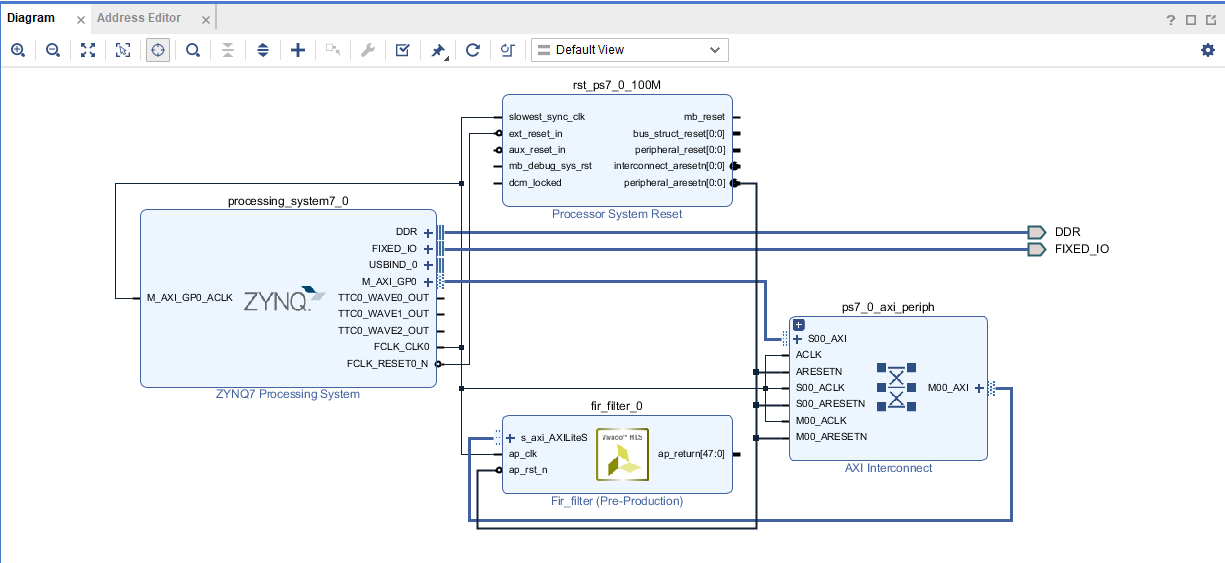 Diagram
Address Editor
Default View
rst_ps7_0_100M
slowest_sync_clk
ext_reset_in
aux_reset_in
mb_debug_sys_rst
dcm_locked
mb_reset
bus_struct_reset[0:0]
peripheral_reset[0:0]
interconnect_aresetn[0:0]
peripheral_aresetn[0:0]
Processor System Reset
processing_system7_0
M_AXI_GP0_ACLK
ZYNQ
DDR
FIXED_IO
USBIND_0
M_AXI_GP0
TTC0_WAVE0_OUT
TTC0_WAVE1_OUT
TTC0_WAVE2_OUT
FCLK_CLK0
FCLK_RESET0_N
ZYNQ7 Processing System
DDR
FIXED_IO
ps7_0_axi_periph
S00_AXI
ACLK
ARESETN
S00_ACLK
S00_ARESETN
M00_ACLK
M00_ARESETN
M00_AXI
AXI Interconnect
fir_filter_0
s_axi_AXILiteS
ap_clk
ap_rst_n
Vivado™ HLS
ap_return[47:0]
Fir_filter (Pre-Production)